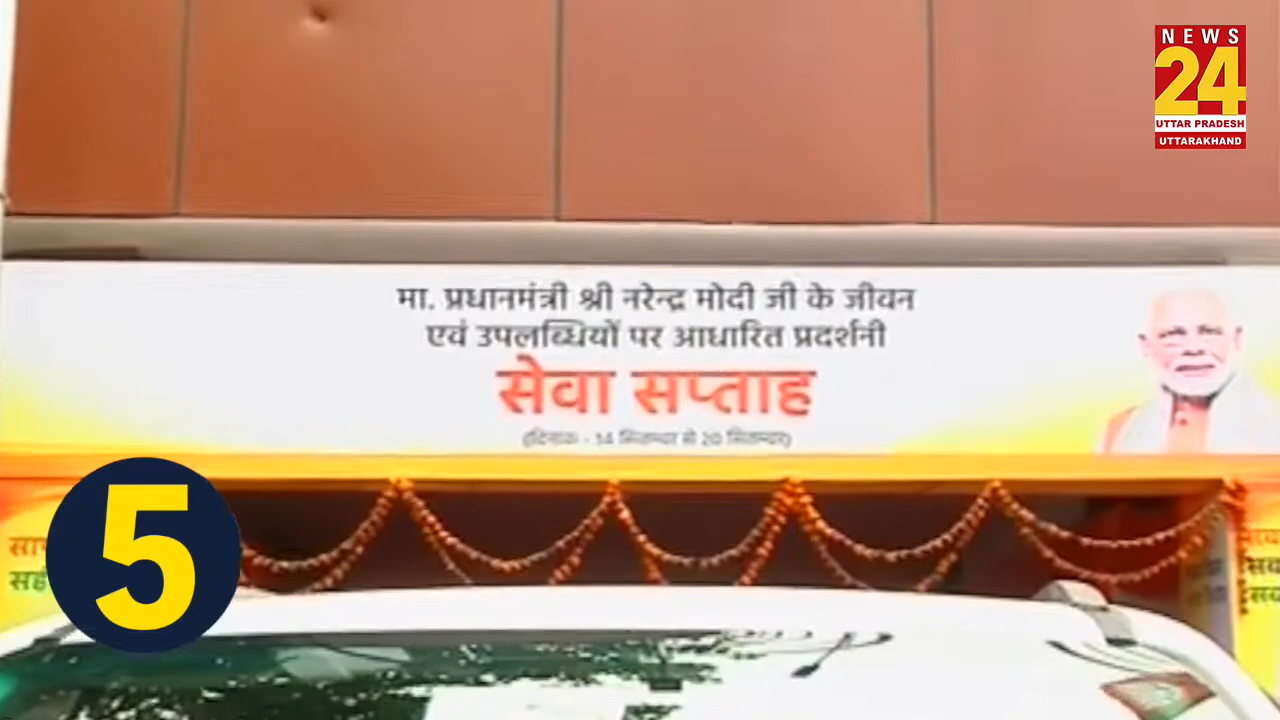 NEWS
24
UTTAR PRADESH
UTTARAKHAND
मा. प्रधानमंत्री श्री नरेन्द्र मोदी जी के जीवन
एवं उपलब्धियों पर आधारित प्रदर्शनी
सेवा सप्ताह
(दिनांक - 14 सितम्बर से 20 सितम्बर)
5